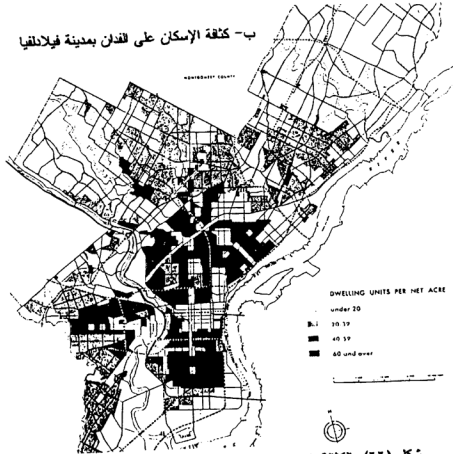 ب- كثافة الإسكان على الفدان بمدينة فيلادلفيا
MONTGOMERY COUNTY
DWELLING UNITS PER NET ACRE
under 20
20 39
40 59
60 and over
N
شكل